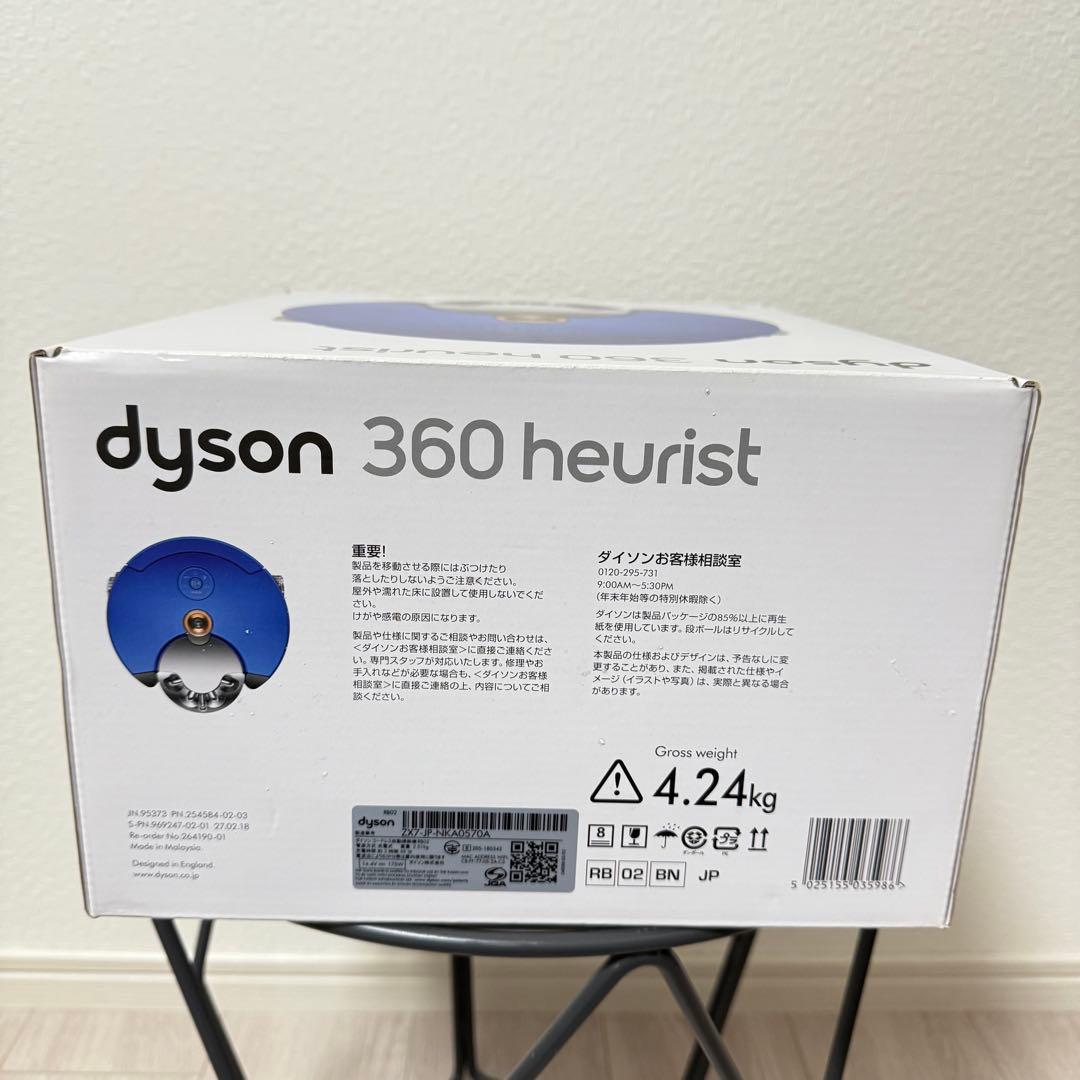 dyson 360 heurist
dyson 360 heurist
重要!
製品を移動させる際にはぶつけたり
落としたりしないようご注意ください。
屋外や濡れた床に設置して使用しないでくだ
さい。
けがや感電の原因になります。
製品や仕様に関するご相談やお問い合わせは、
<ダイソンお客様相談室>に直接ご連絡くださ
い。専門スタッフが対応いたします。修理やお
手入れなどが必要な場合も、<ダイソンお客様
相談室>に直接ご連絡の上、内容についてご相
談ください。
ダイソンお客様相談室
0120-295-731
9:00AM〜5:30PM
(年末年始等の特別休暇除く)
ダイソンは製品パッケージの85%以上に再生
紙を使用しています。段ボールはリサイクルして
ください。
本製品の仕様およびデザインは、予告なしに変
更することがあり、また、掲載された仕様やイ
メージ(イラストや写真)は、実際と異なる場合
があります。
Gross weight
4.24kg
JN.95373 PN.254584-02-03
S-PN.969247-02-01 27.02.18
Re-order No.264190-01
Made in Malaysia.
Designed in England.
www.dyson.co.jp
RB02
dyson
ZX7-JP-NKA0570A
JQA
8
PC
RB 02 BN JP
5 025155 035986 >